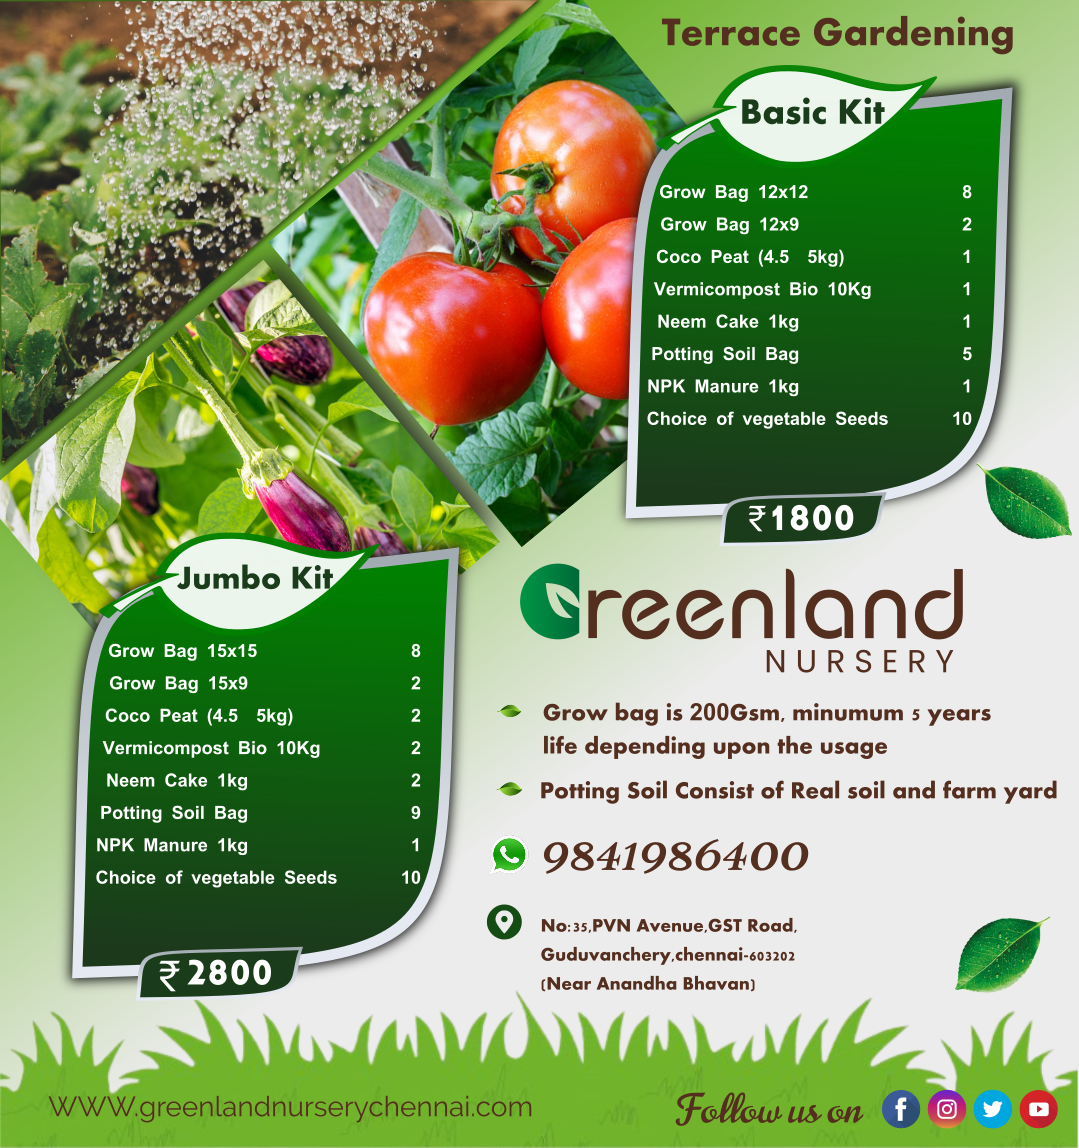 Terrace Gardening
Basic Kit
Grow Bag 12x12 8
Grow Bag 12x9 2
Coco Peat (4.5 5kg) 1
Vermicompost Bio 10Kg 1
Neem Cake 1kg 1
Potting Soil Bag 5
NPK Manure 1kg 1
Choice of vegetable Seeds 10
₹1800
Jumbo Kit
Grow Bag 15x15 8
Grow Bag 15x9 2
Coco Peat (4.5 5kg) 2
Vermicompost Bio 10Kg 2
Neem Cake 1kg 2
Potting Soil Bag 9
NPK Manure 1kg 1
Choice of vegetable Seeds 10
₹2800
Greenland
NURSERY
Grow bag is 200Gsm, minumum 5 years
life depending upon the usage
Potting Soil Consist of Real soil and farm yard
9841986400
No:35,PVN Avenue,GST Road,
Guduvanchery,chennai-603202
(Near Anandha Bhavan)
WWW.greenlandnurserychennai.com
Follow us on